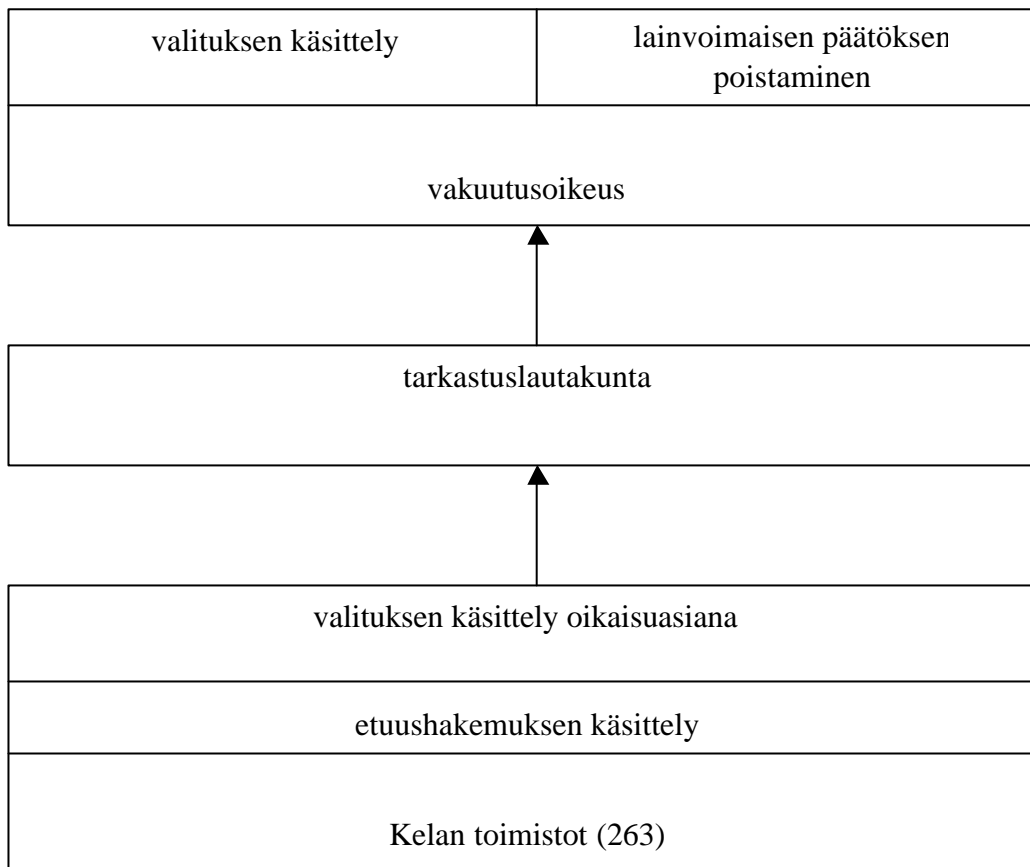 valituksen käsittely
lainvoimaisen päätöksen
poistaminen
vakuutusoikeus
tarkastuslautakunta
valituksen käsittely oikaisuasiana
etuushakemuksen käsittely
Kelan toimistot (263)